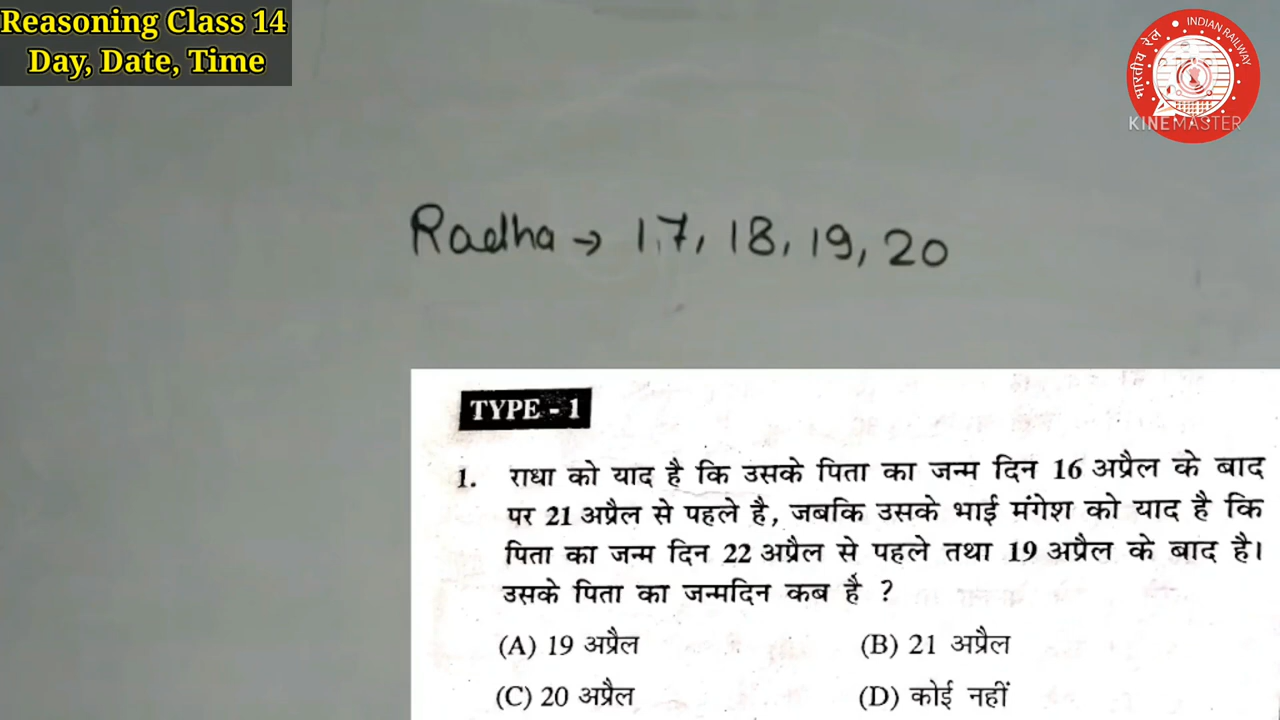 Reasoning Class 14
Day, Date, Time
भारतीय रेल
INDIAN RAILWAY
KINEMASTER
Radha → 17, 18, 19, 20
TYPE - 1
1. राधा को याद है कि उसके पिता का जन्म दिन 16 अप्रैल के बाद
पर 21 अप्रैल से पहले है, जबकि उसके भाई मंगेश को याद है कि
पिता का जन्म दिन 22 अप्रैल से पहले तथा 19 अप्रैल के बाद है।
उसके पिता का जन्मदिन कब है ?
(A) 19 अप्रैल (B) 21 अप्रैल
(C) 20 अप्रैल (D) कोई नहीं